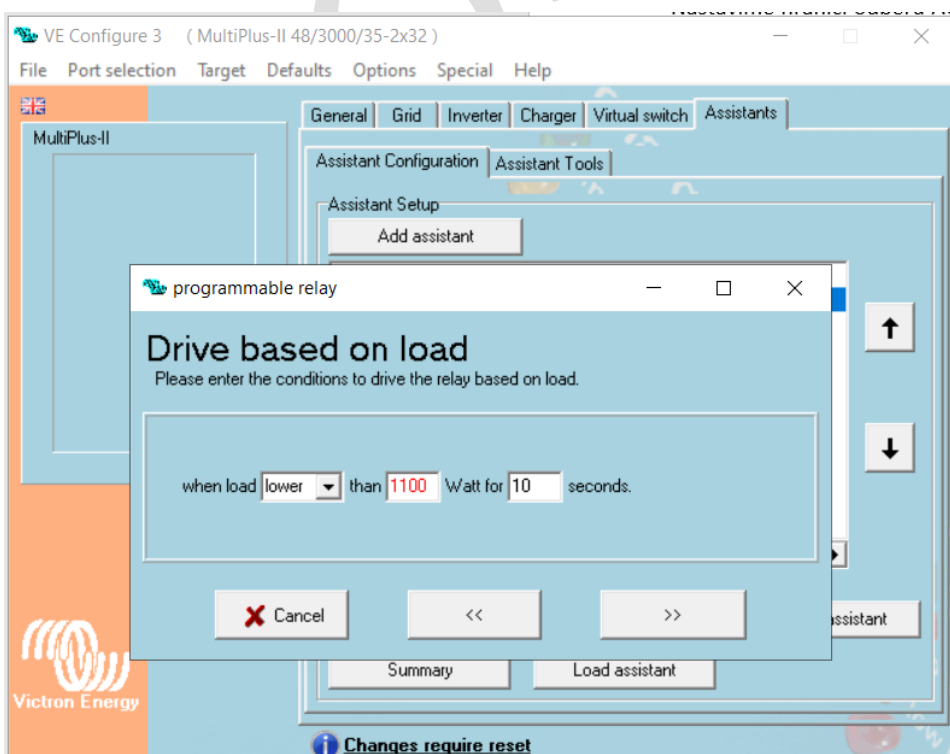 VE Configure 3 ( MultiPlus-II 48/3000/35-2x32 )
File Port selection Target Defaults Options Special Help
General Grid Inverter Charger Virtual switch Assistants
MultiPlus-II
Assistant Configuration Assistant Tools
Assistant Setup
Add assistant
programmable relay
Drive based on load
Please enter the conditions to drive the relay based on load.
when load lower than 1100 Watt for 10 seconds.
Cancel << >>
assistant
Summary Load assistant
Victron Energy
Changes require reset